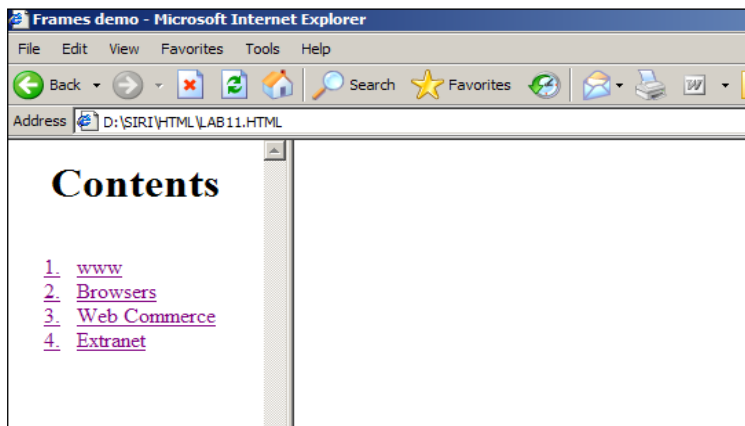 Frames demo - Microsoft Internet Explorer
File Edit View Favorites Tools Help
Back Search Favorites
Address D:\SIRI\HTML\LAB11.HTML
Contents
1. www
2. Browsers
3. Web Commerce
4. Extranet